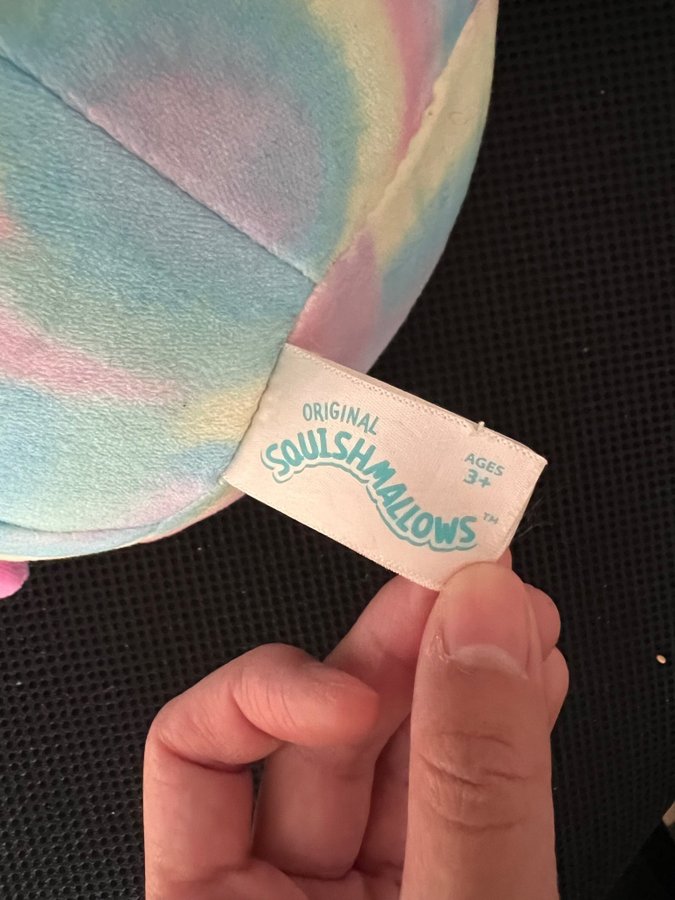 ORIGINAL
SQUISHMALLOWS™
AGES
3+